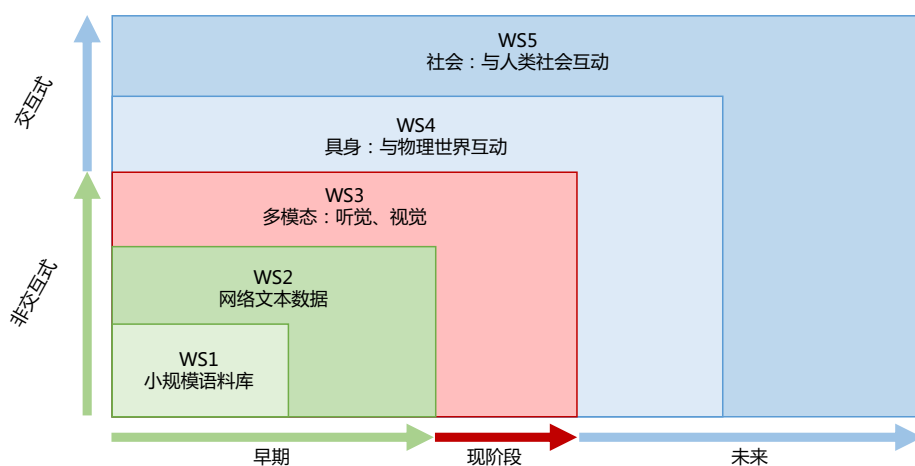 WS5
社会：与人类社会互动
WS4
具身：与物理世界互动
WS3
多模态：听觉、视觉
WS2
网络文本数据
WS1
小规模语料库
交互式
非交互式
早期
现阶段
未来